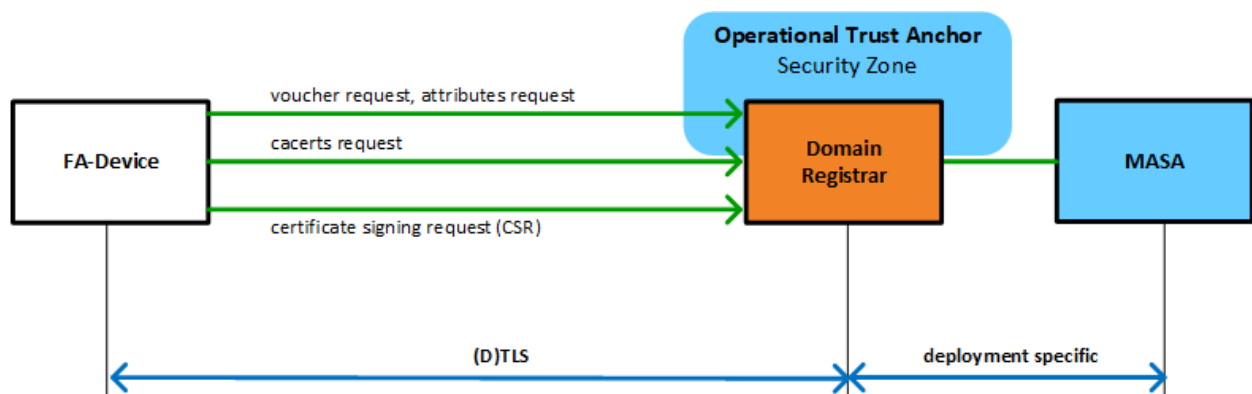 Operational Trust Anchor
Security Zone
voucher request, attributes request
FA-Device
cacerts request
Domain
Registrar
MASA
certificate signing request (CSR)
(D)TLS
deployment specific